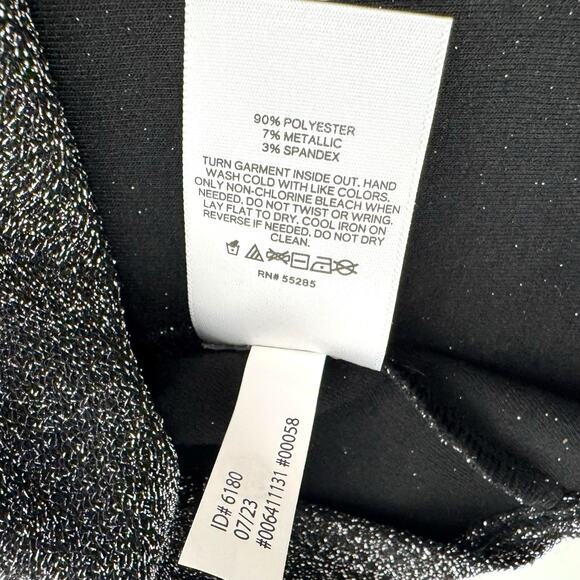 90% POLYESTER
7% METALLIC
3% SPANDEX
TURN GARMENT INSIDE OUT. HAND
WASH COLD WITH LIKE COLORS.
ONLY NON-CHLORINE BLEACH WHEN
NEEDED. DO NOT TWIST OR WRING.
LAY FLAT TO DRY. COOL IRON ON
REVERSE IF NEEDED. DO NOT DRY
CLEAN.
RN# 55285
ID# 6180
07/23
#006411131 #00058